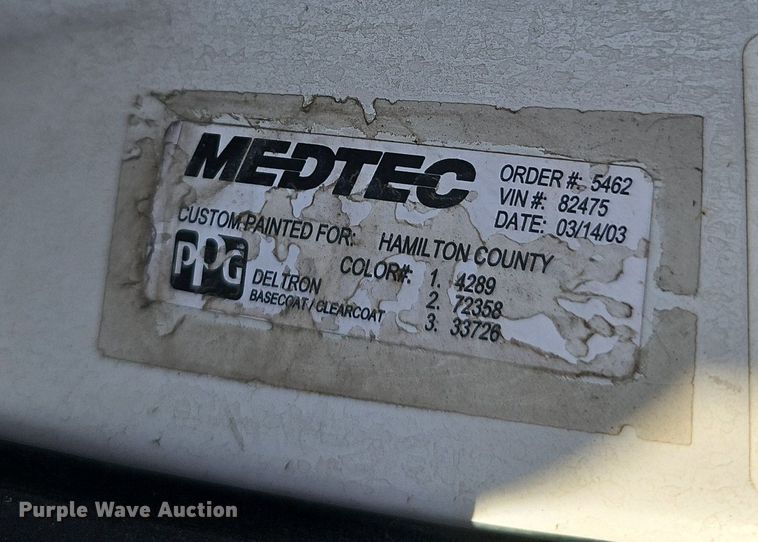 MEDTEC
ORDER #: 5462
VIN #: 82475
DATE: 03/14/03
CUSTOM PAINTED FOR: HAMILTON COUNTY
PPG
DELTRON
BASECOAT / CLEARCOAT
COLOR#: 1. 4289
2. 72358
3. 33726
Purple Wave Auction